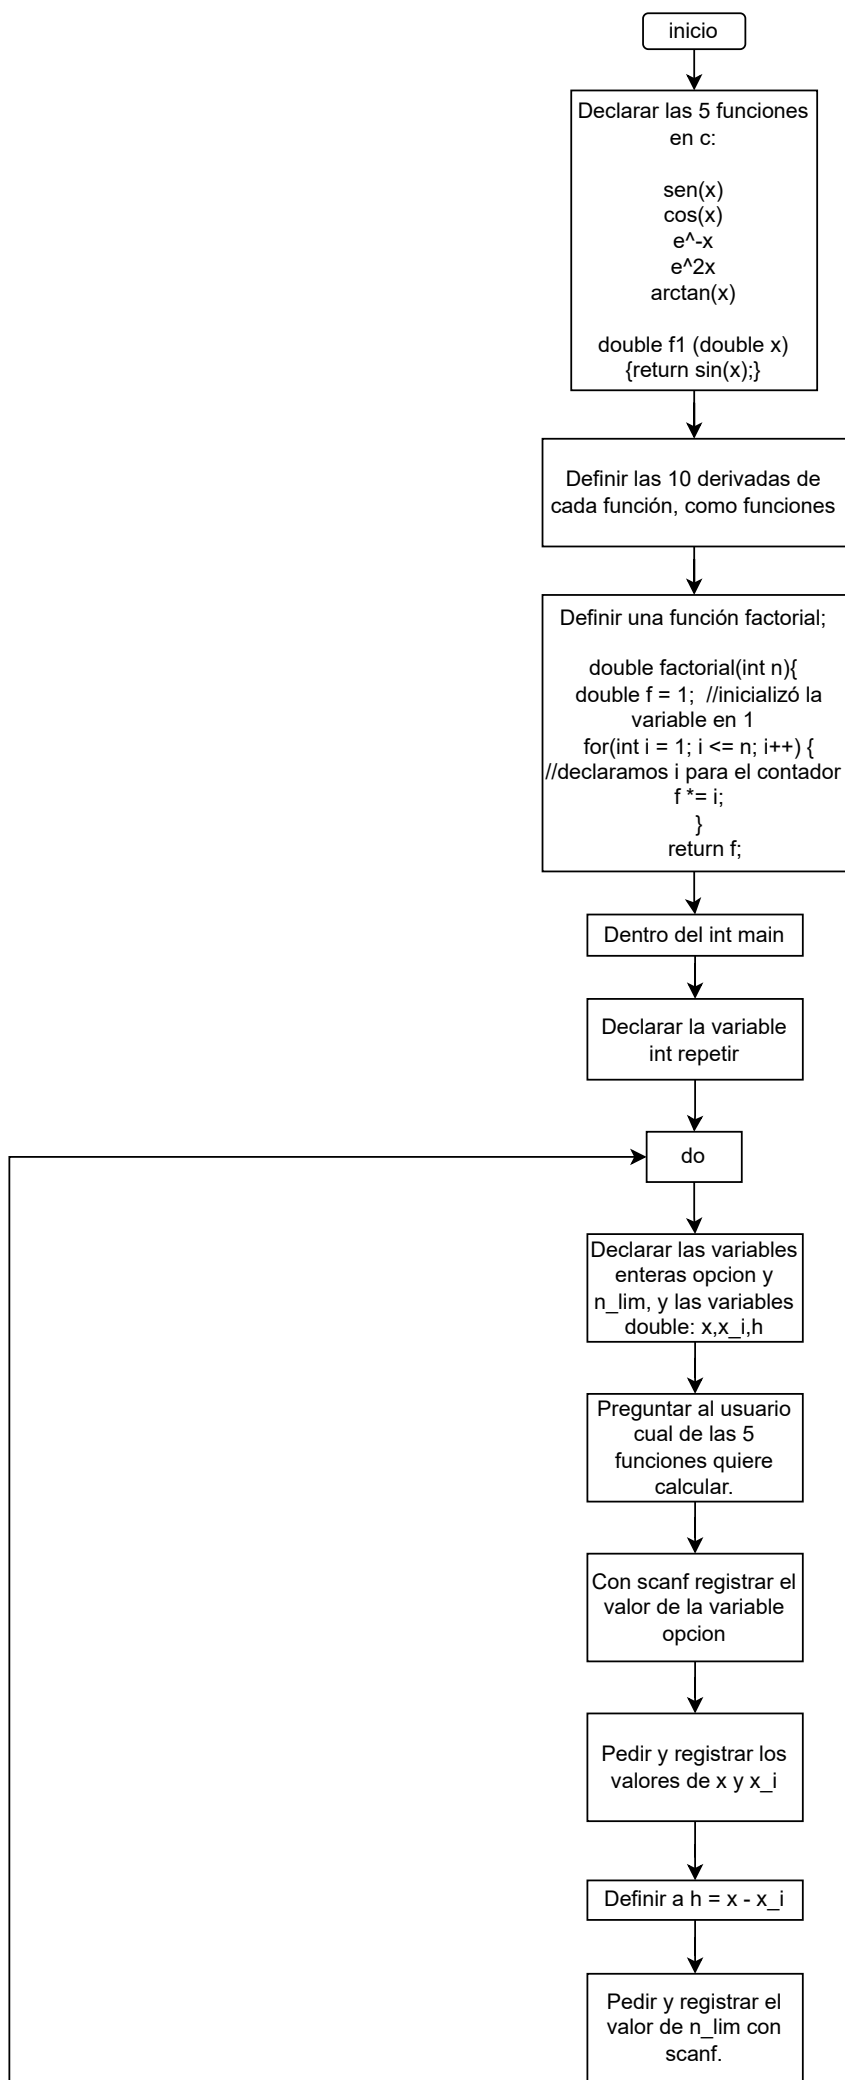 inicio
Declarar las 5 funciones
en c:
sen(x)
cos(x)
e^-x
e^2x
arctan(x)
double f1 (double x)
{return sin(x);}
Definir las 10 derivadas de
cada función, como funciones
Definir una función factorial;
double factorial(int n){
double f = 1;  //inicializó la
variable en 1
for(int i = 1; i <= n; i++) {
//declaramos i para el contador
f *= i;
}
return f;
Dentro del int main
Declarar la variable
int repetir
do
Declarar las variables
enteras opcion y
n_lim, y las variables
double: x,x_i,h
Preguntar al usuario
cual de las 5
funciones quiere
calcular.
Con scanf registrar el
valor de la variable
opcion
Pedir y registrar los
valores de x y x_i
Definir a h = x - x_i
Pedir y registrar el
valor de n_lim con
scanf.